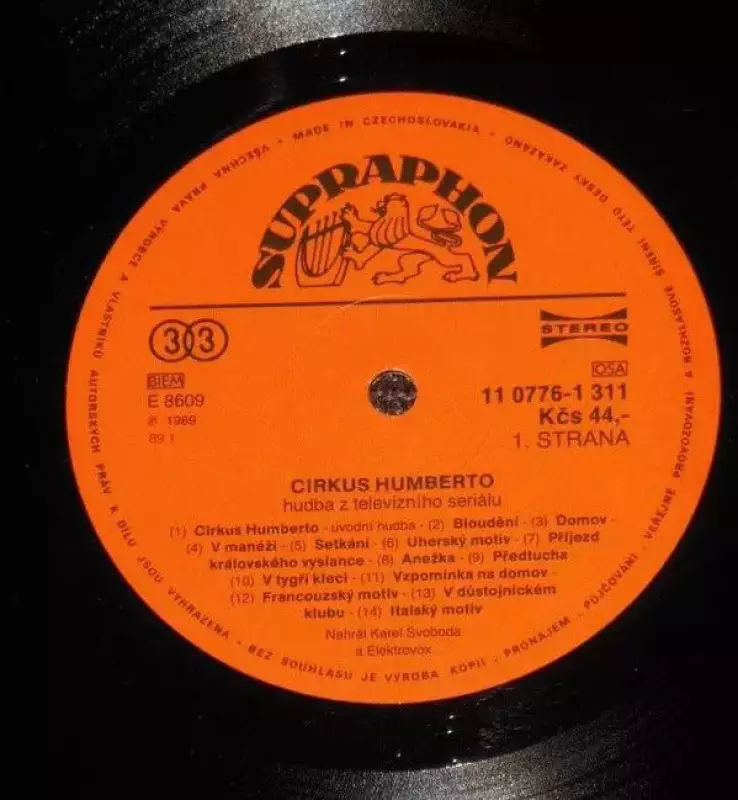 VŠECHNA PRÁVA VÝROBCE A VLASTNÍKŮ AUTORSKÝCH PRÁV K DÍLU JSOU VYHRAZENA · BEZ SOUHLASU JE VÝROBA KOPIÍ · PRONÁJEM · PŮJČOVÁNÍ · VEŘEJNÉ PROVOZOVÁNÍ A ROZHLASOVÉ ŠÍŘENÍ TÉTO DESKY ZAKÁZÁNO · MADE IN CZECHOSLOVAKIA ·
SUPRAPHON
33
STEREO
BIEM
OSA
E 8609
11 0776-1 311
℗ 1989
Kčs 44,-
89 1
1. STRANA
CIRKUS HUMBERTO
hudba z televizního seriálu
(1) Cirkus Humberto - úvodní hudba · (2) Bloudění · (3) Domov ·
(4) V manéži · (5) Setkání · (6) Uherský motiv · (7) Příjezd
královského vyslance · (8) Anežka · (9) Předtucha ·
(10) V tygří kleci · (11) Vzpomínka na domov ·
(12) Francouzský motiv · (13) V důstojnickém
klubu · (14) Italský motiv
Nahrál Karel Svoboda
a Elektrovox